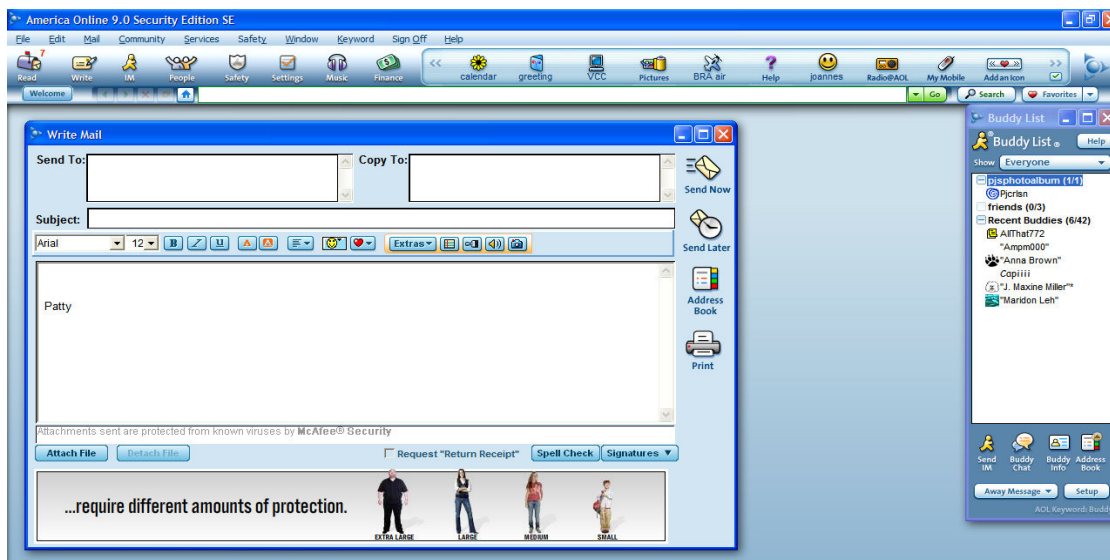 America Online 9.0 Security Edition SE
File Edit Mail Community Services Safety Window Keyword Sign Off Help
7
Read Write IM People Safety Settings Music Finance << calendar greeting VCC Pictures BRA air Help joannes Radio@AOL My Mobile Add an Icon >>
Welcome Go Search Favorites
Write Mail
Send To: Copy To:
Send Now
Subject:
Arial 12 B I U A A Extras
Send Later
Patty
Address
Book
Print
Attachments sent are protected from known viruses by McAfee® Security
Attach File Detach File Request "Return Receipt" Spell Check Signatures
...require different amounts of protection.
EXTRA LARGE LARGE MEDIUM SMALL
Buddy List
Buddy List® Help
Show Everyone
pjsphotoalbum (1/1)
Pjcrlsn
friends (0/3)
Recent Buddies (6/42)
AllThat772
"Ampm000"
"Anna Brown"
Capiiii
"J. Maxine Miller"*
"Maridon Leh"
Send IM Buddy Chat Buddy Info Address Book
Away Message Setup
AOL Keyword: Buddy